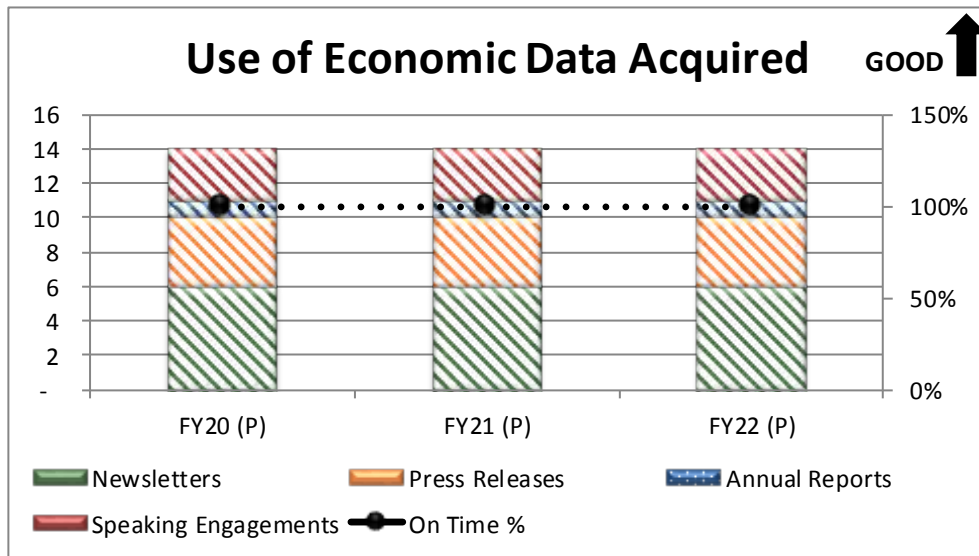 Use of Economic Data Acquired
GOOD
16
14
12
10
8
6
4
2
-
150%
100%
50%
0%
FY20 (P) FY21 (P) FY22 (P)
Newsletters Press Releases Annual Reports
Speaking Engagements On Time %